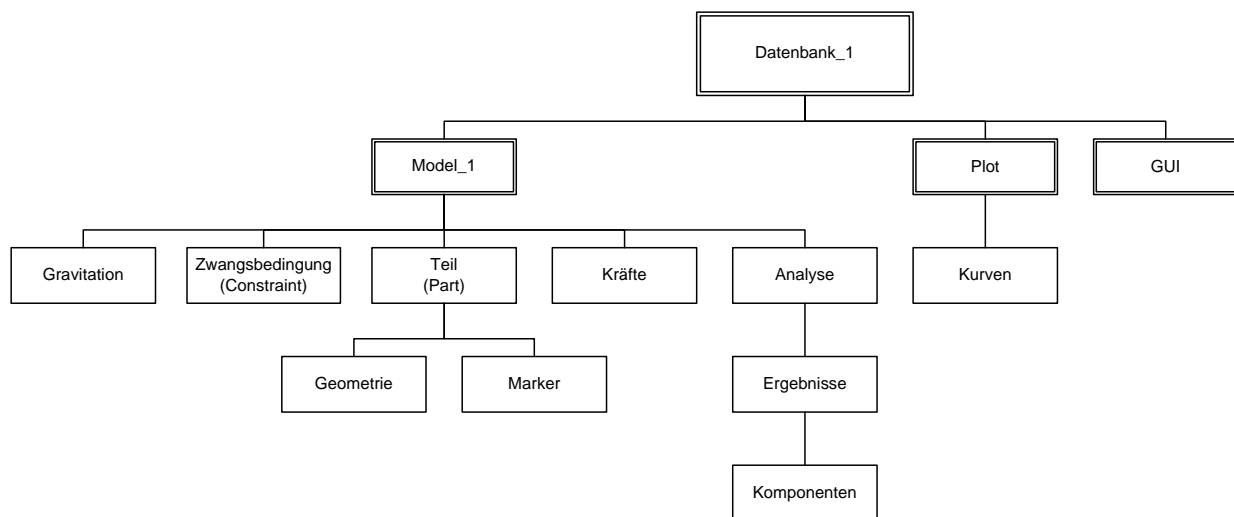 Datenbank_1
Model_1
Plot
GUI
Gravitation
Zwangsbedingung
(Constraint)
Teil
(Part)
Kräfte
Analyse
Kurven
Geometrie
Marker
Ergebnisse
Komponenten